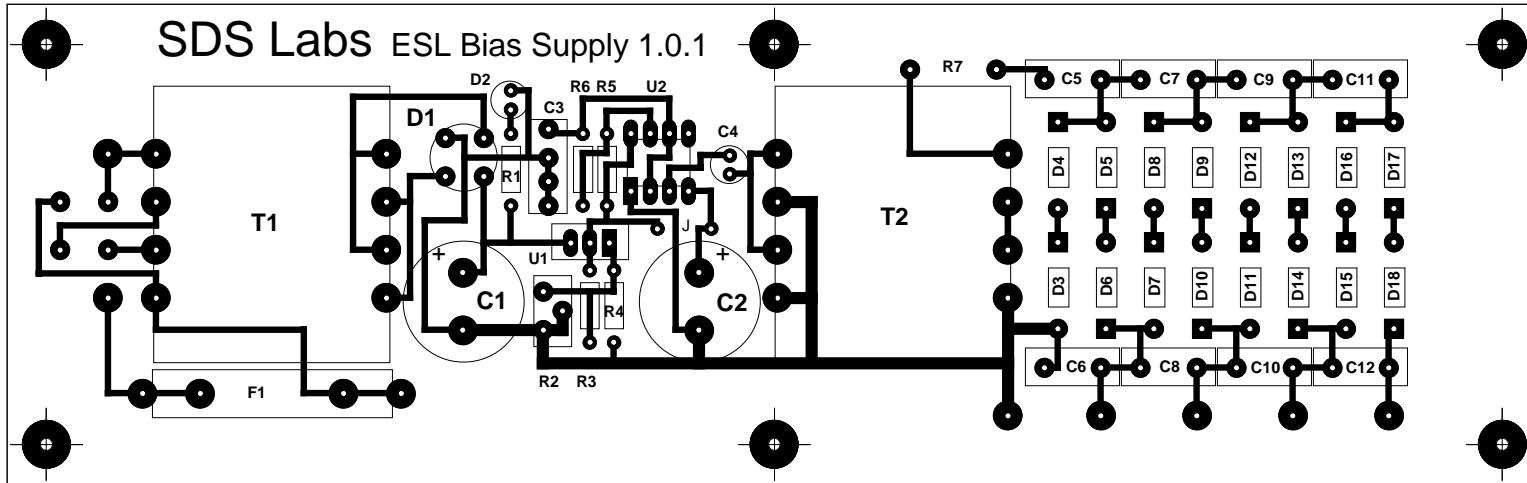 SDS Labs ESL Bias Supply 1.0.1
D2 R6 R5 U2 R7 C5 C7 C9 C11
D1 C3 C4
D4 D5 D8 D9 D12 D13 D16 D17
R1
T1 J T2
+ U1 +
C1 R4 C2 D3 D6 D7 D10 D11 D14 D15 D18
R2 R3 C6 C8 C10 C12
F1